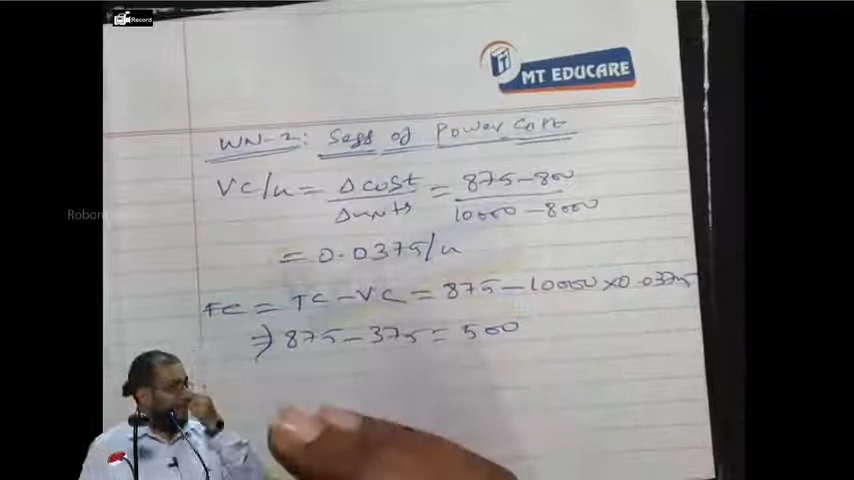 Record
MT EDUCARE
WN-2: Segg of Power Cost
VC/u = ΔCost / Δunits = 875-800 / 10000-8000
= 0.0375/u
FC = TC - VC = 875 - 10000 × 0.0375
⇒ 875 - 375 = 500
Robom